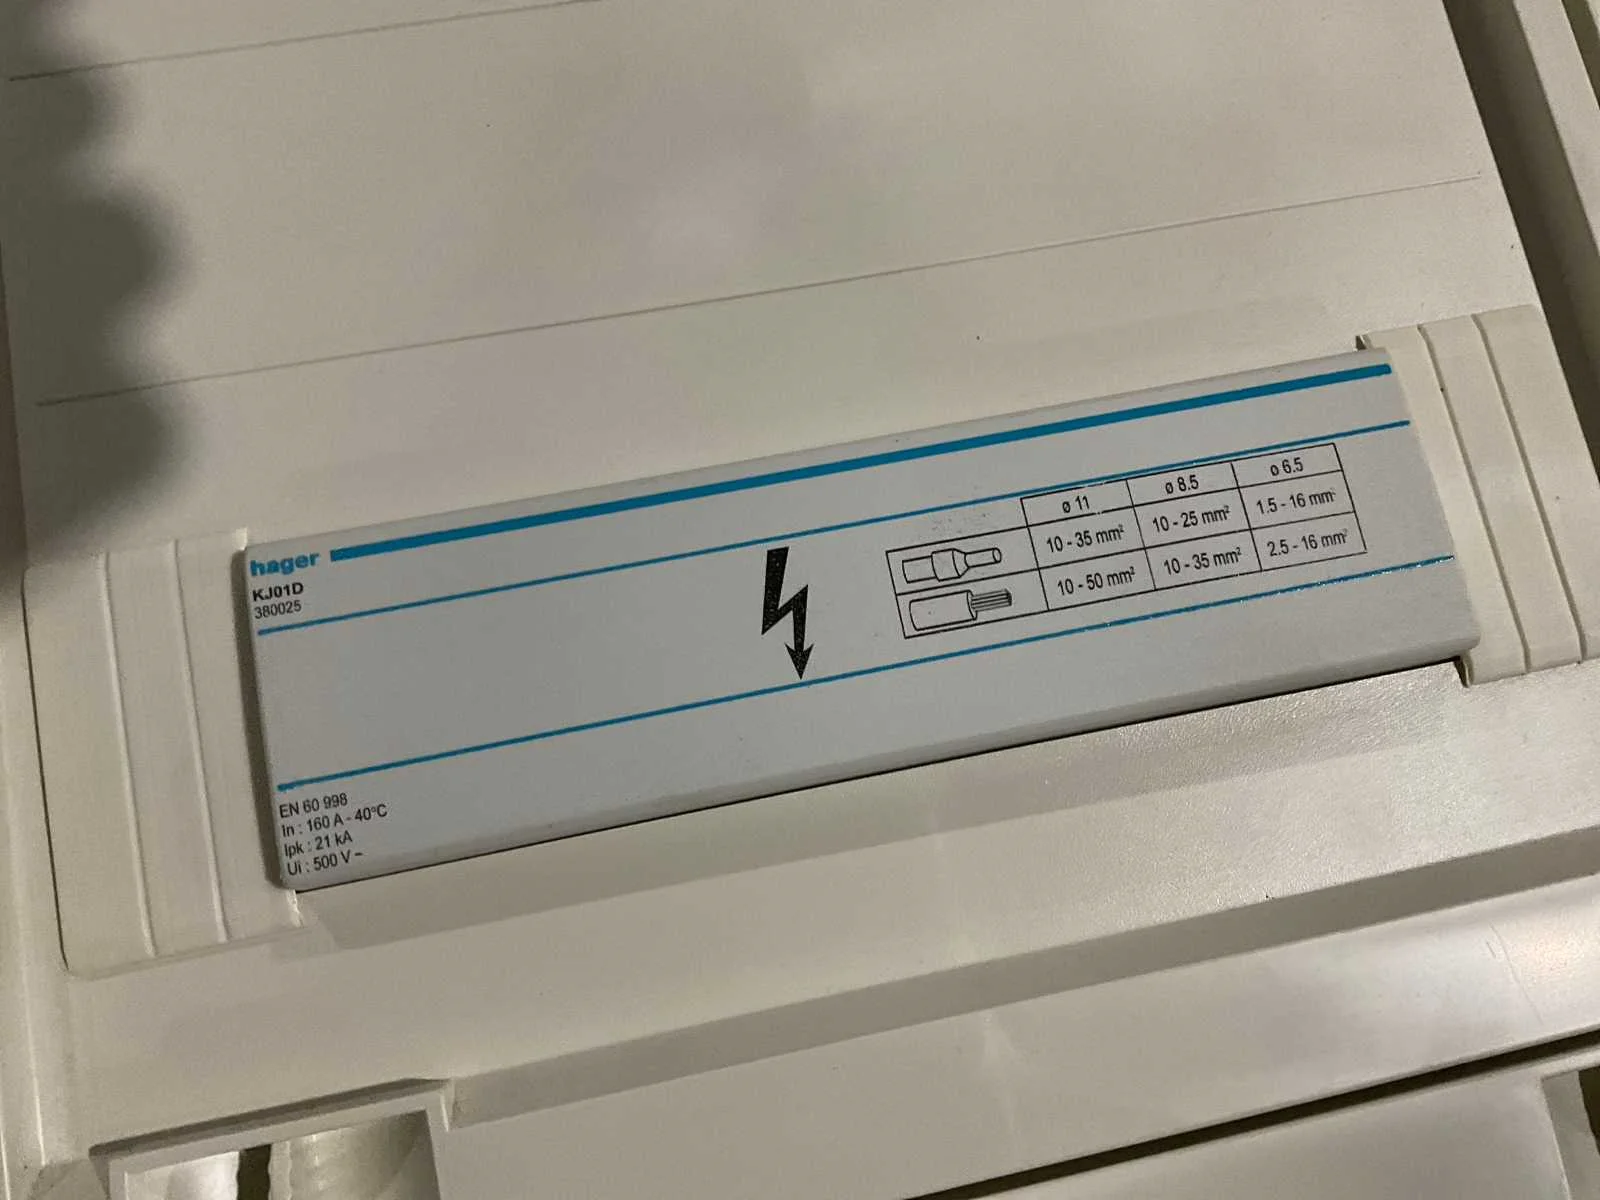 hager
KJ01D
380025
ø 11 ø 8.5 ø 6.5
10 - 35 mm² 10 - 25 mm² 1.5 - 16 mm²
10 - 50 mm² 10 - 35 mm² 2.5 - 16 mm²
EN 60 998
In : 160 A - 40°C
Ipk : 21 kA
Ui : 500 V ~